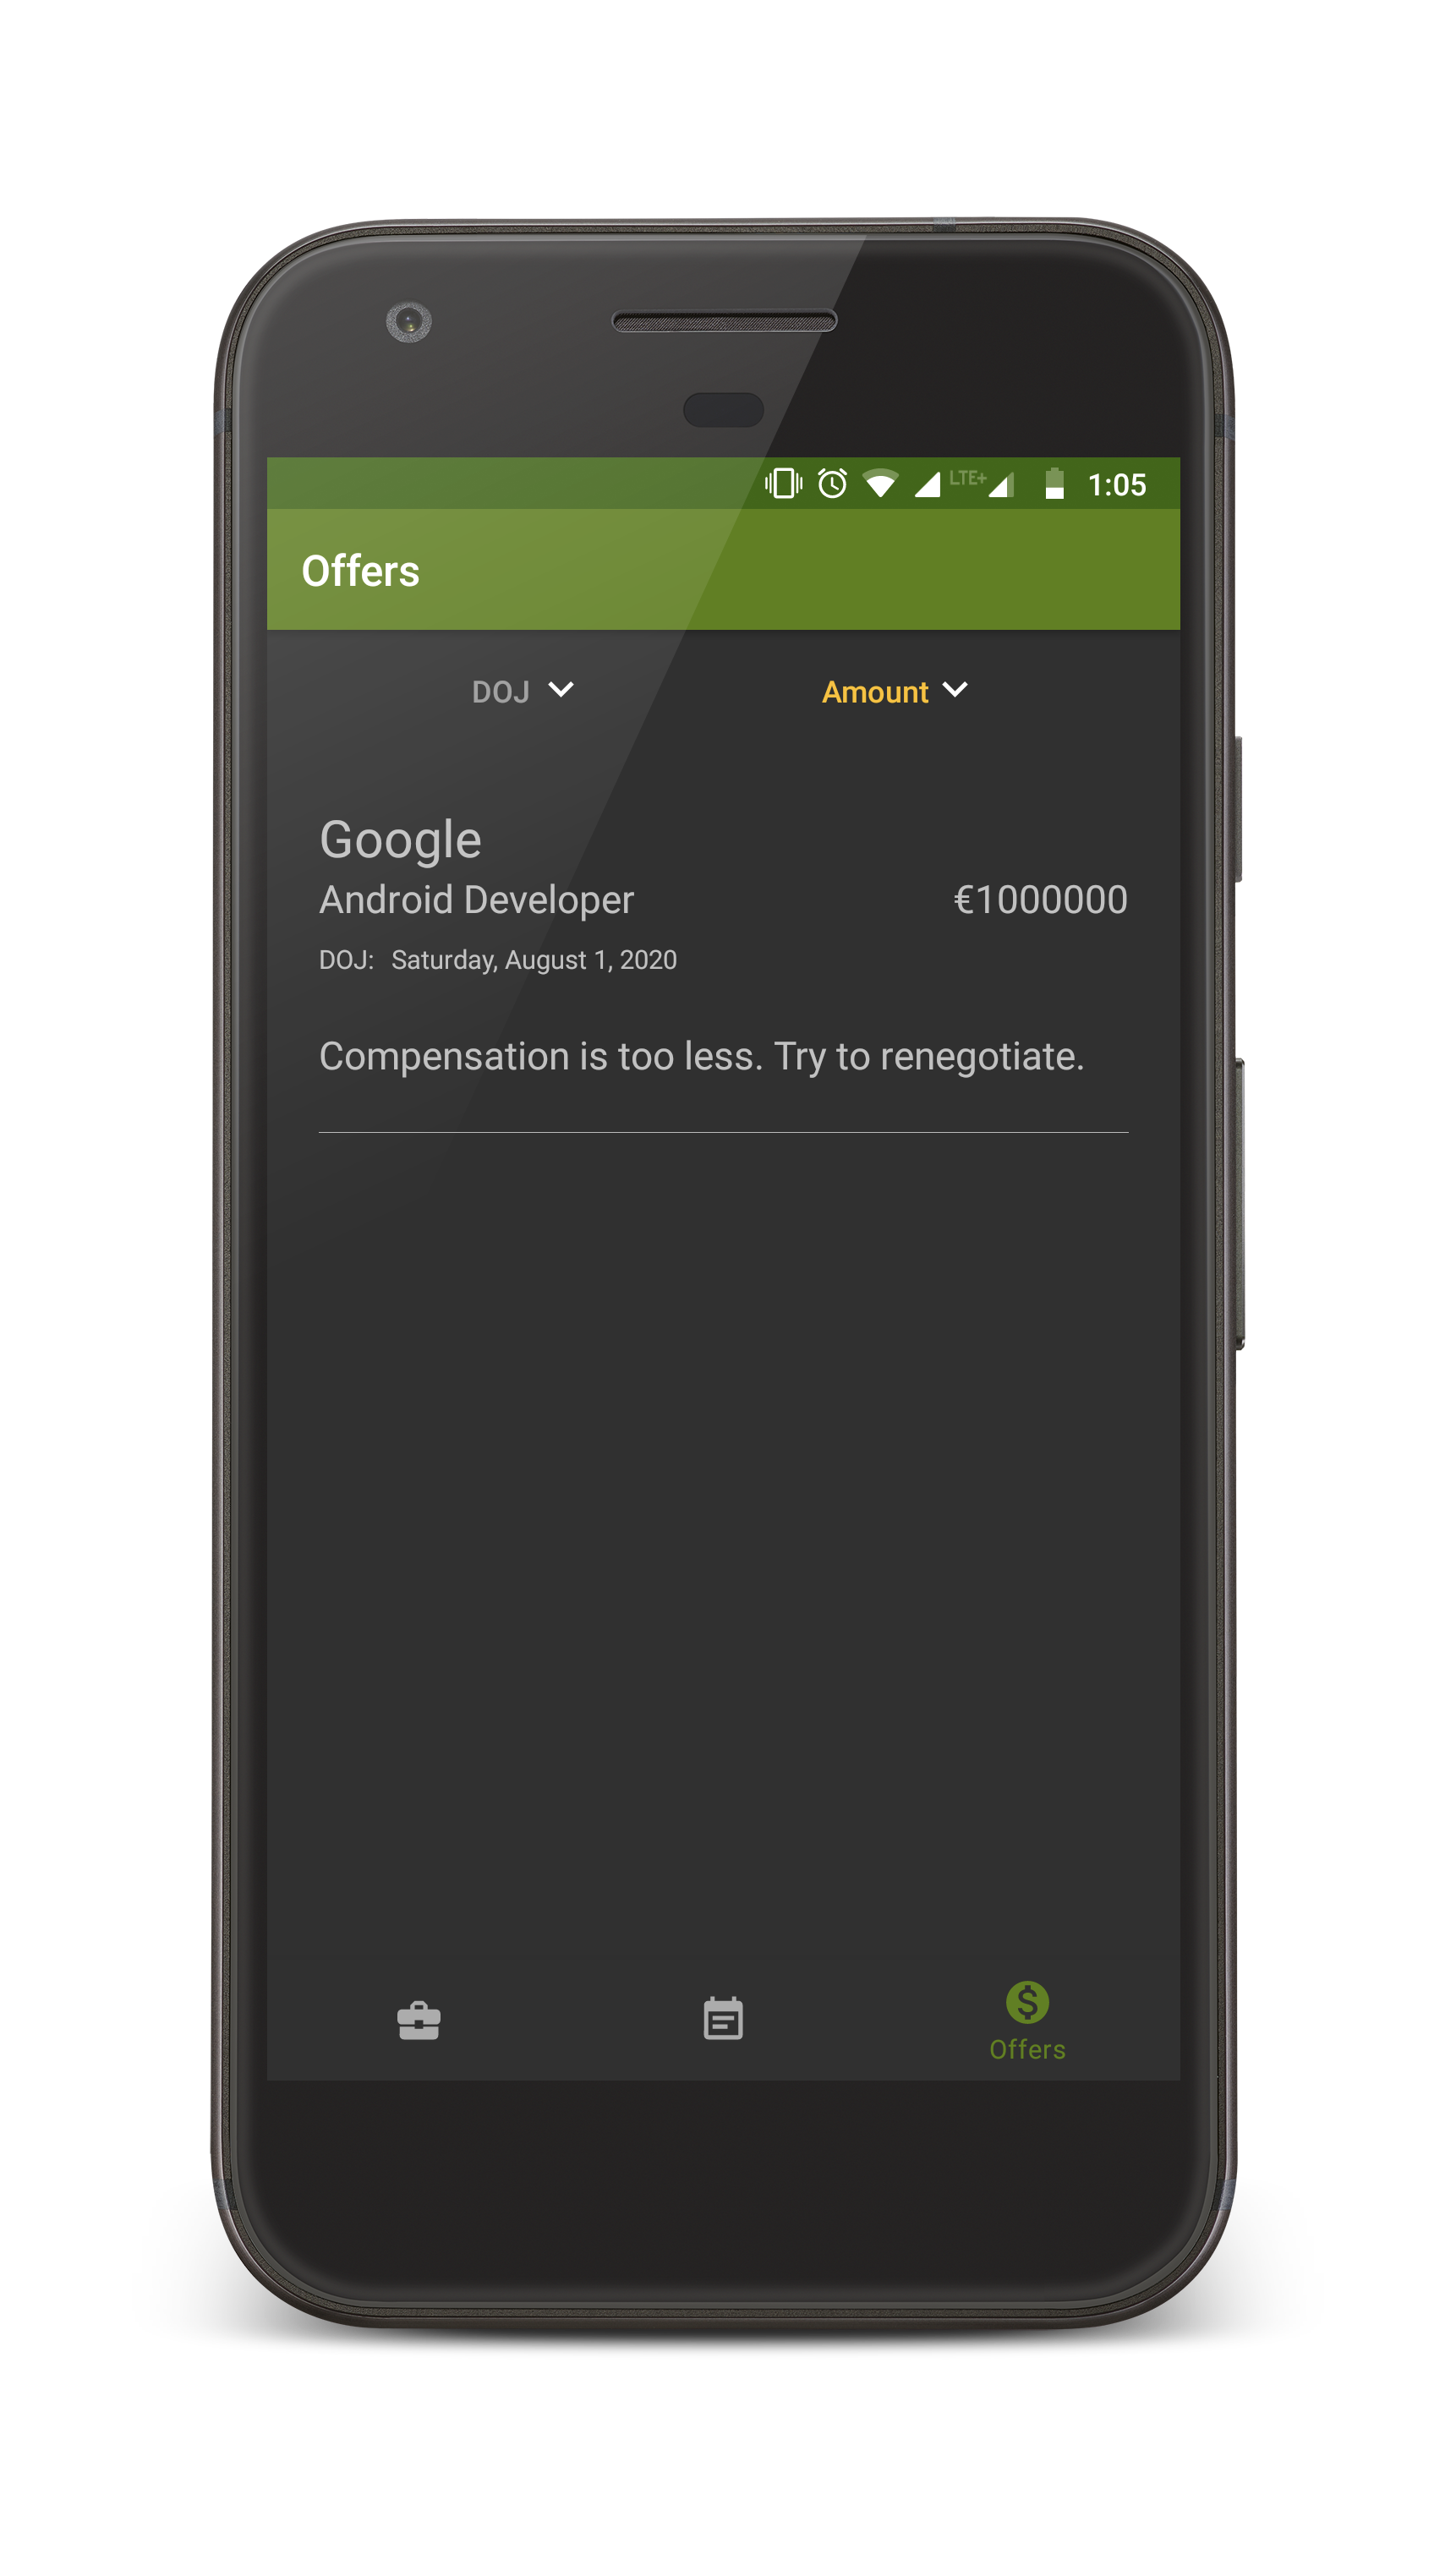 LTE+ 1:05
Offers
DOJ Amount
Google
Android Developer €1000000
DOJ: Saturday, August 1, 2020
Compensation is too less. Try to renegotiate.
$
Offers